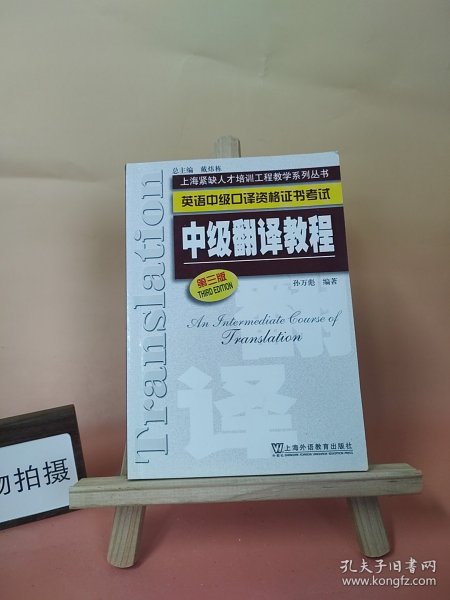 总主编 戴炜栋
上海紧缺人才培训工程教学系列丛书
英语中级口译资格证书考试
中级翻译教程
第三版
THIRD EDITION
孙万彪 编著
An Intermediate Course of
Translation
Translation
翻
译
上海外语教育出版社
物拍摄
孔夫子旧书网
www.kongfz.com